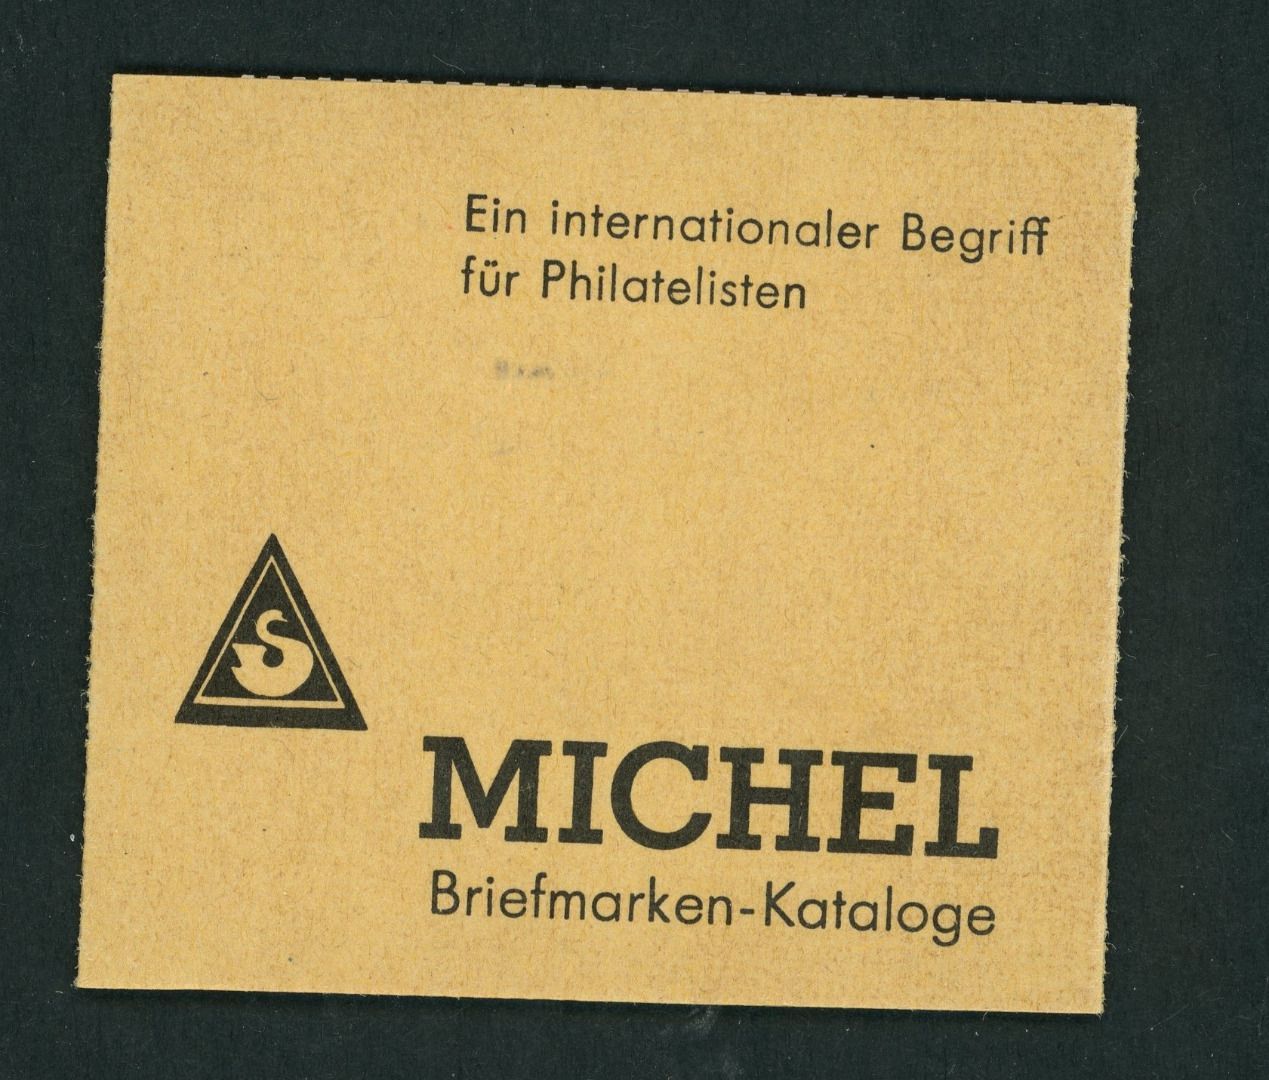 Ein internationaler Begriff
für Philatelisten
MICHEL
Briefmarken-Kataloge